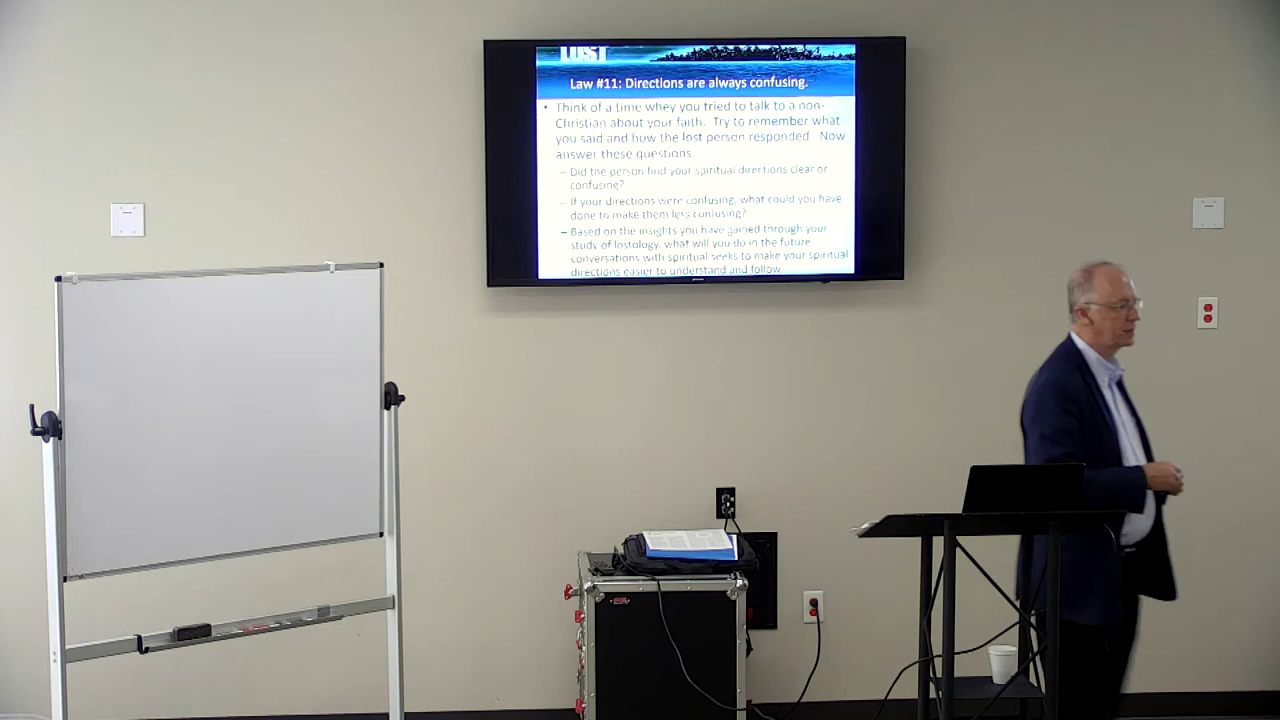 LOST
Law #11: Directions are always confusing.
• Think of a time whey you tried to talk to a non-
Christian about your faith. Try to remember what
you said and how the lost person responded. Now
answer these questions
– Did the person find your spiritual directions clear or
confusing?
– If your directions were confusing, what could you have
done to make them less confusing?
– Based on the insights you have gained through your
study of lostology, what will you do in the future
conversations with spiritual seeks to make your spiritual
directions easier to understand and follow.